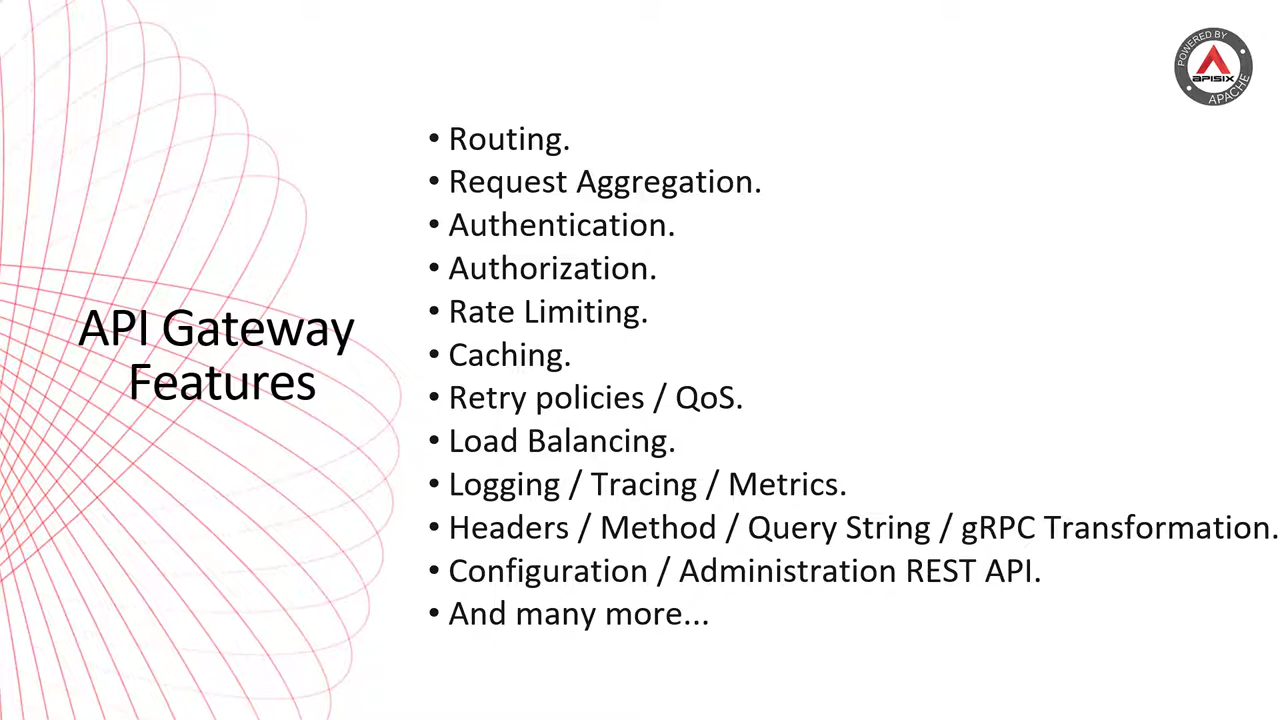 POWERED BY
APISIX
APACHE
API Gateway
Features
• Routing.
• Request Aggregation.
• Authentication.
• Authorization.
• Rate Limiting.
• Caching.
• Retry policies / QoS.
• Load Balancing.
• Logging / Tracing / Metrics.
• Headers / Method / Query String / gRPC Transformation.
• Configuration / Administration REST API.
• And many more...